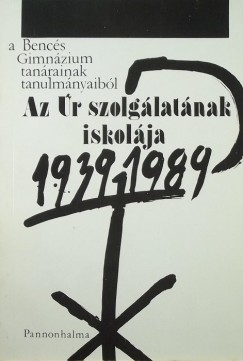 a Bencés
Gimnázium
tanárainak
tanulmányaiból
Az Úr szolgálatának
iskolája
1939-1989
Pannonhalma